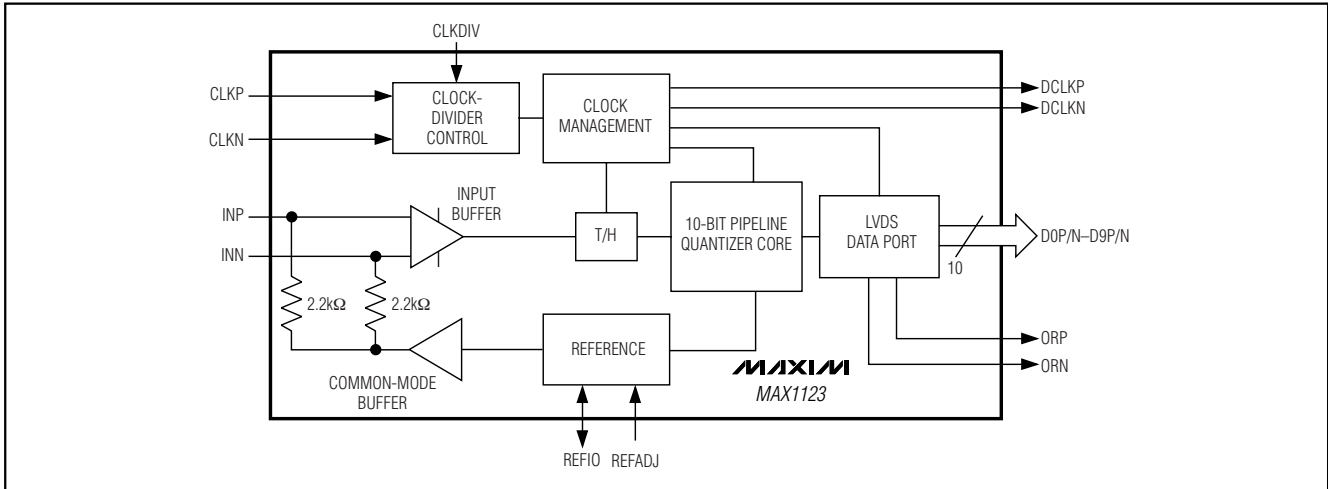 CLKDIV
CLKP
CLKN
CLOCK-
DIVIDER
CONTROL
CLOCK
MANAGEMENT
DCLKP
DCLKN
INP
INN
INPUT
BUFFER
T/H
10-BIT PIPELINE
QUANTIZER CORE
LVDS
DATA PORT
10
D0P/N–D9P/N
2.2kΩ
2.2kΩ
COMMON-MODE
BUFFER
REFERENCE
MAXIM
MAX1123
ORP
ORN
REFIO
REFADJ